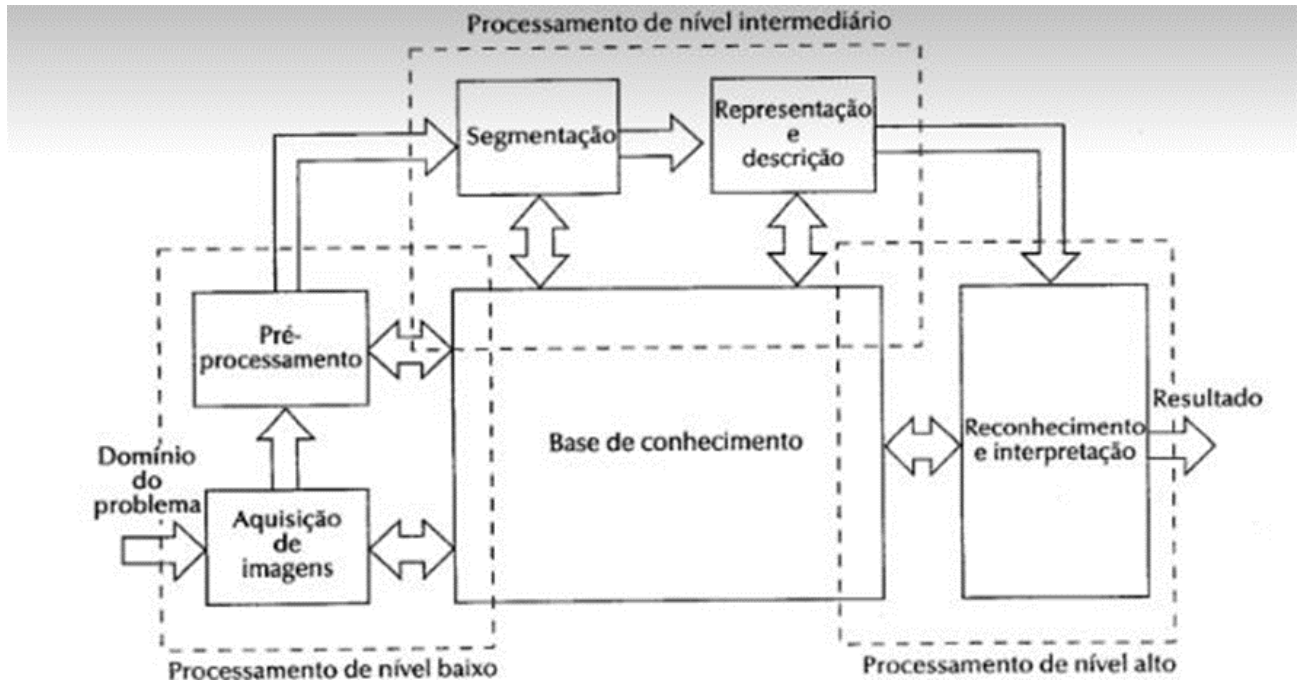 Processamento de nível intermediário
Segmentação
Representação
e
descrição
Pré-
processamento
Base de conhecimento
Reconhecimento
e interpretação
Resultado
Domínio
do
problema
Aquisição
de
imagens
Processamento de nível baixo
Processamento de nível alto